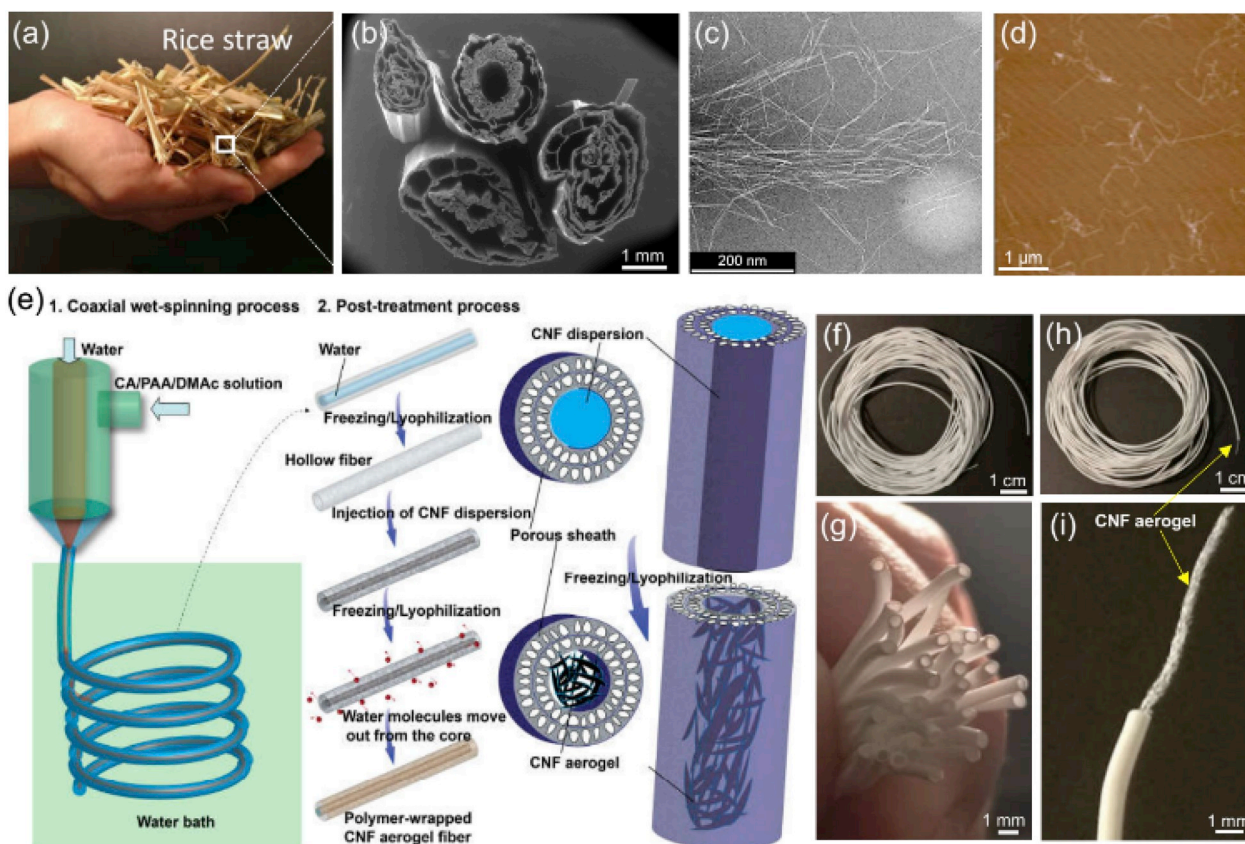 (a)
Rice straw
(b)
1 mm
(c)
200 nm
(d)
1 µm
(e)
1. Coaxial wet-spinning process
Water
CA/PAA/DMAc solution
Water bath
2. Post-treatment process
Water
Freezing/Lyophilization
Hollow fiber
Injection of CNF dispersion
Freezing/Lyophilization
Water molecules move
out from the core
Polymer-wrapped
CNF aerogel fiber
CNF dispersion
Porous sheath
Freezing/Lyophilization
CNF aerogel
(f)
1 cm
(g)
1 mm
(h)
1 cm
CNF aerogel
(i)
1 mm